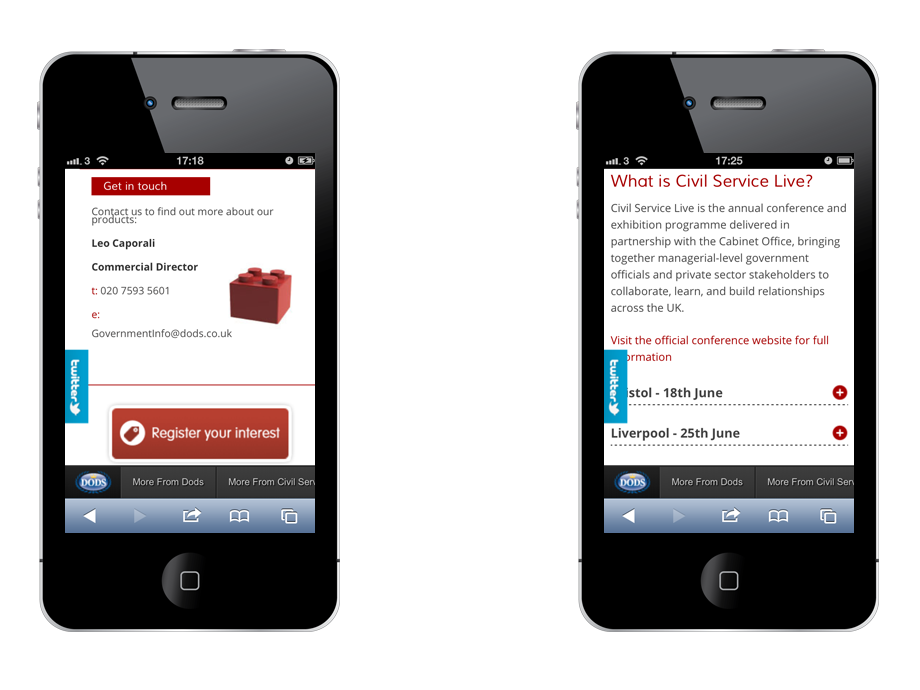 3 17:18
Get in touch
Contact us to find out more about our
products:
Leo Caporali
Commercial Director
t: 020 7593 5601
e:
GovernmentInfo@dods.co.uk
twitter
Register your interest
DODS More From Dods More From Civil Serv
3 17:25
What is Civil Service Live?
Civil Service Live is the annual conference and
exhibition programme delivered in
partnership with the Cabinet Office, bringing
together managerial-level government
officials and private sector stakeholders to
collaborate, learn, and build relationships
across the UK.
Visit the official conference website for full
ormation
twitter
istol - 18th June
Liverpool - 25th June
DODS More From Dods More From Civil Serv